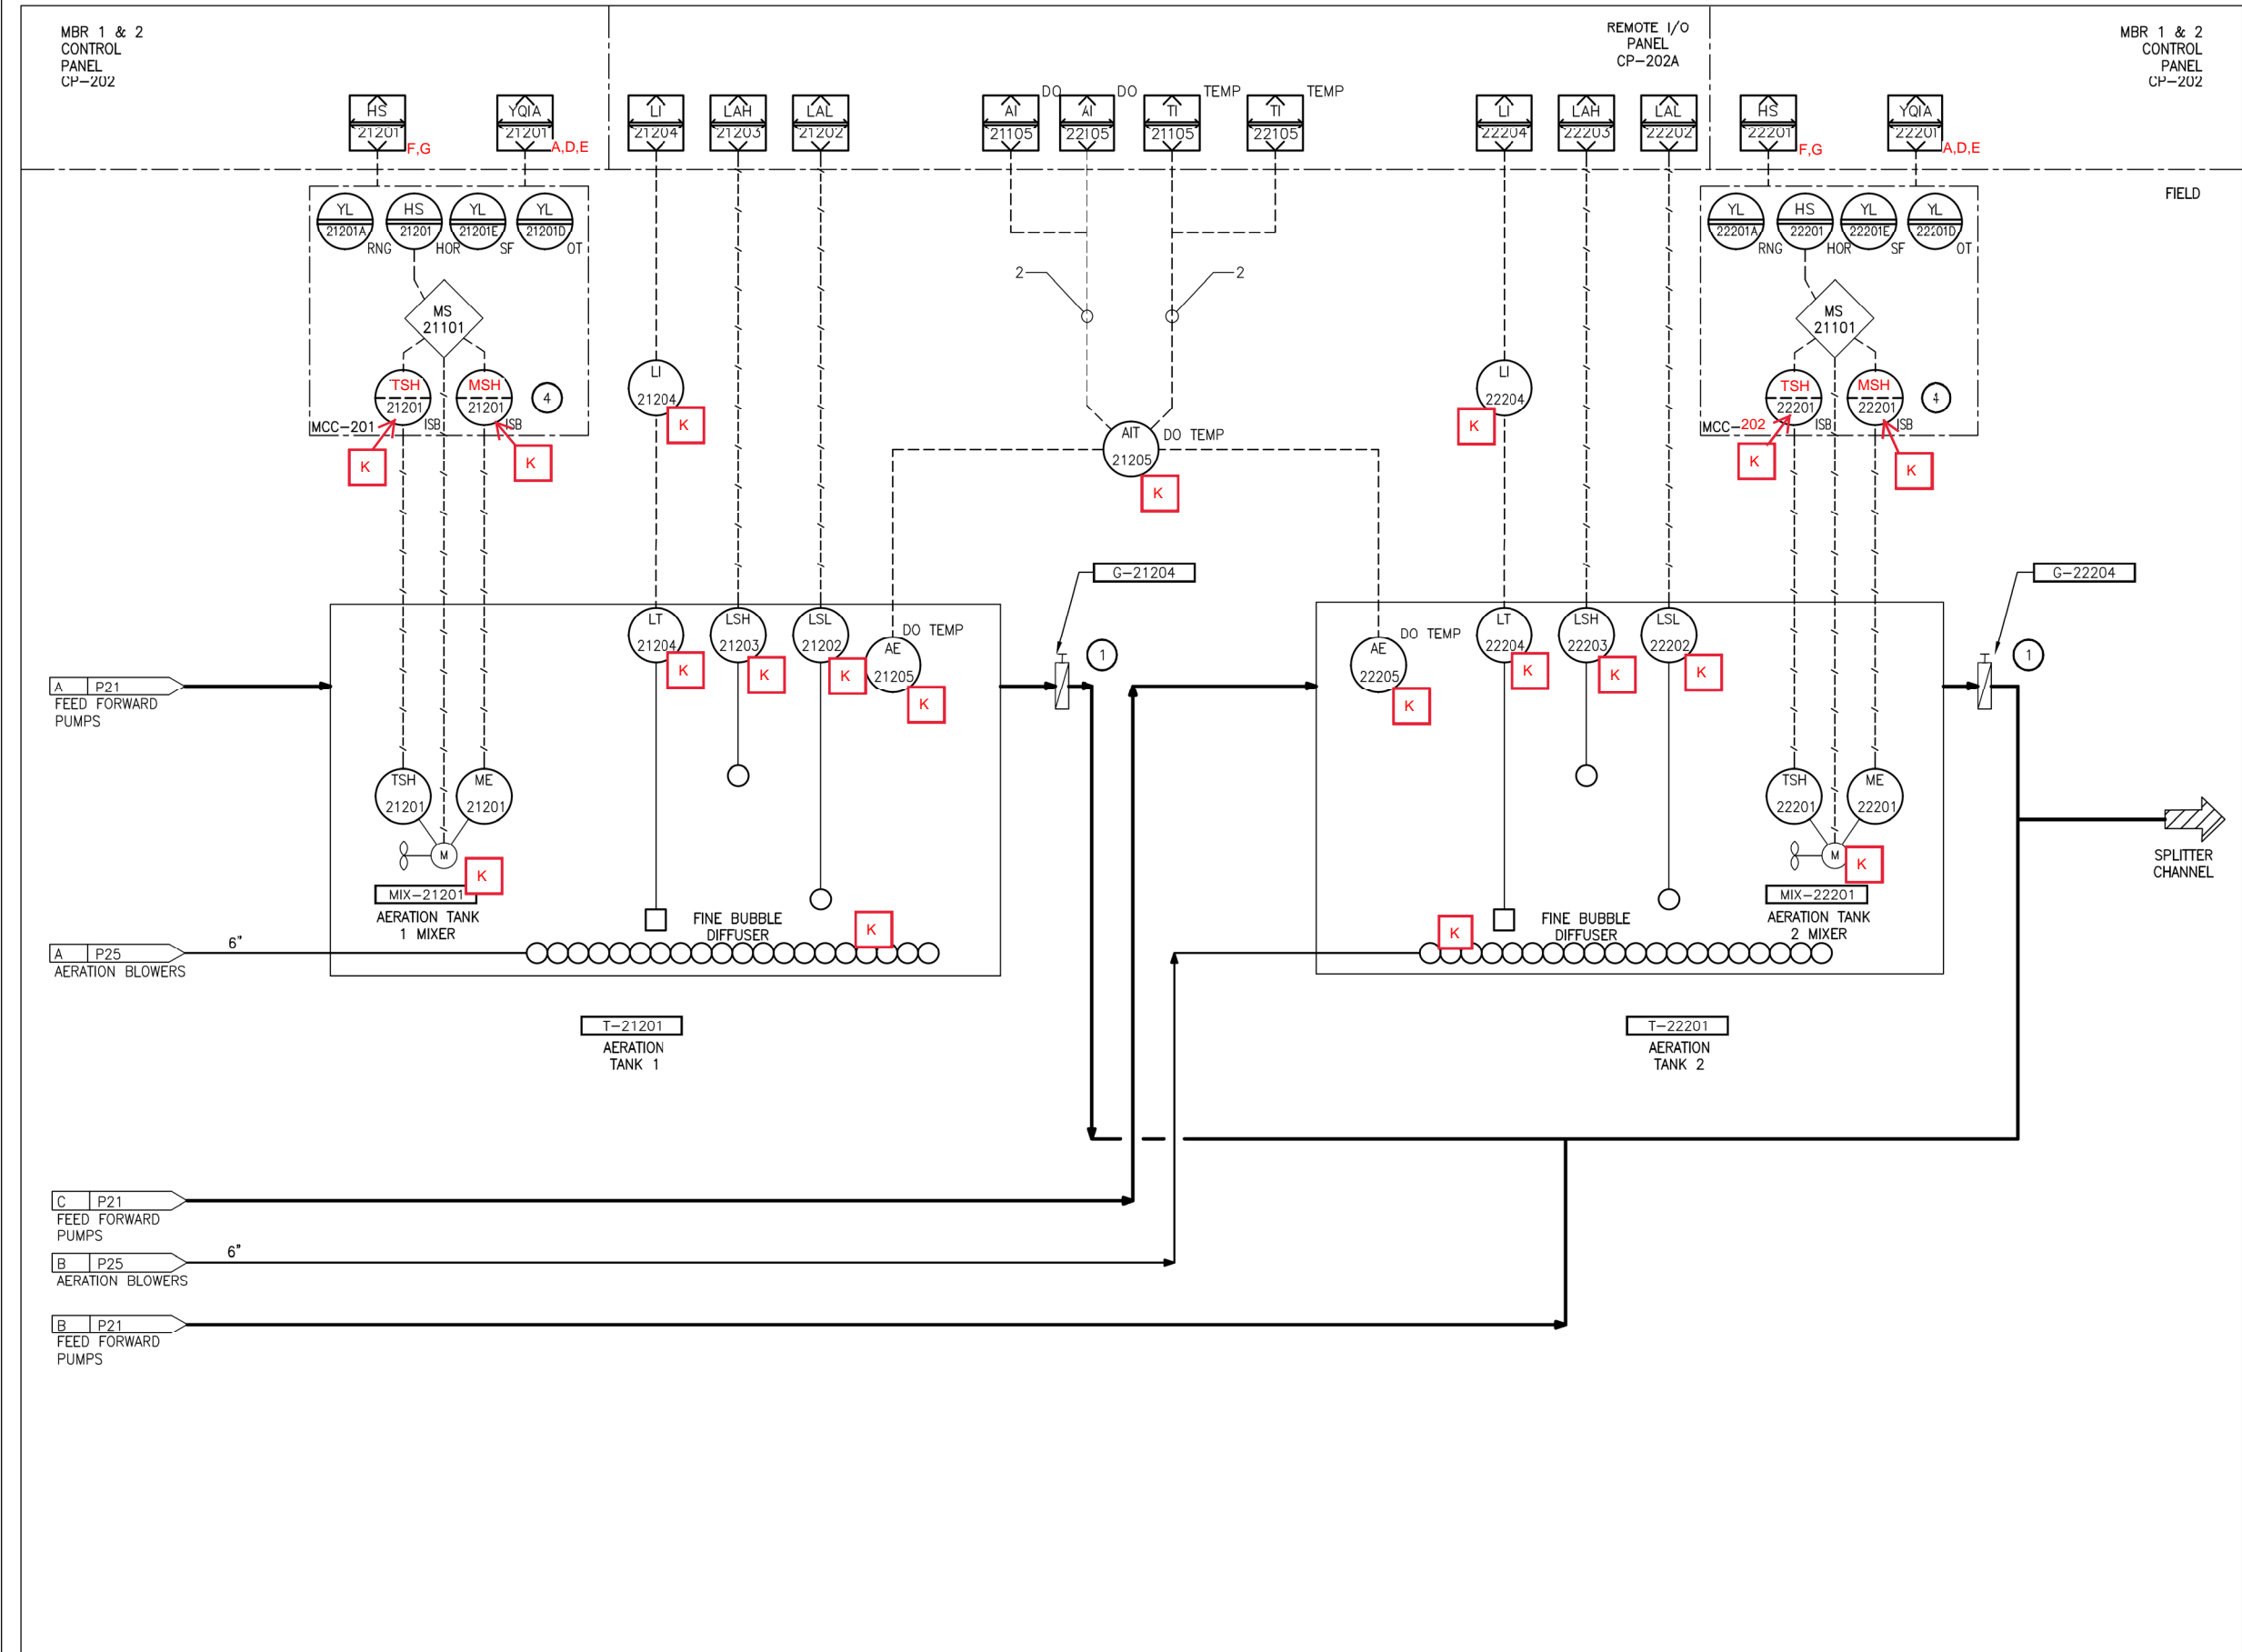 MBR 1 & 2
CONTROL
PANEL
CP-202
REMOTE I/O
PANEL
CP-202A
MBR 1 & 2
CONTROL
PANEL
CP-202
HS
21201
F,G
YQIA
21201
A,D,E
LI
21204
LAH
21203
LAL
21202
AI
21105
DO
AI
22105
DO
TI
21105
TEMP
TI
22105
TEMP
LI
22204
LAH
22203
LAL
22202
HS
22201
F,G
YQIA
22201
A,D,E
FIELD
YL
21201A
RNG
HS
21201
HOR
YL
21201E
SF
YL
21201D
OT
MS
21101
TSH
21201
ISB
MSH
21201
ISB
4
MCC-201
K
K
LI
21204
K
2
2
AIT
21205
DO TEMP
K
LI
22204
K
YL
22201A
RNG
HS
22201
HOR
YL
22201E
SF
YL
22201D
OT
MS
21101
TSH
22201
ISB
MSH
22201
ISB
4
MCC-202
K
K
G-21204
G-22204
LT
21204
K
LSH
21203
K
LSL
21202
K
AE
21205
DO TEMP
K
1
AE
22205
DO TEMP
K
LT
22204
K
LSH
22203
K
LSL
22202
K
1
A P21
FEED FORWARD
PUMPS
TSH
21201
ME
21201
M
K
MIX-21201
AERATION TANK
1 MIXER
FINE BUBBLE
DIFFUSER
K
TSH
22201
ME
22201
M
K
MIX-22201
AERATION TANK
2 MIXER
FINE BUBBLE
DIFFUSER
K
SPLITTER
CHANNEL
A P25
AERATION BLOWERS
6"
T-21201
AERATION
TANK 1
T-22201
AERATION
TANK 2
C P21
FEED FORWARD
PUMPS
B P25
AERATION BLOWERS
6"
B P21
FEED FORWARD
PUMPS